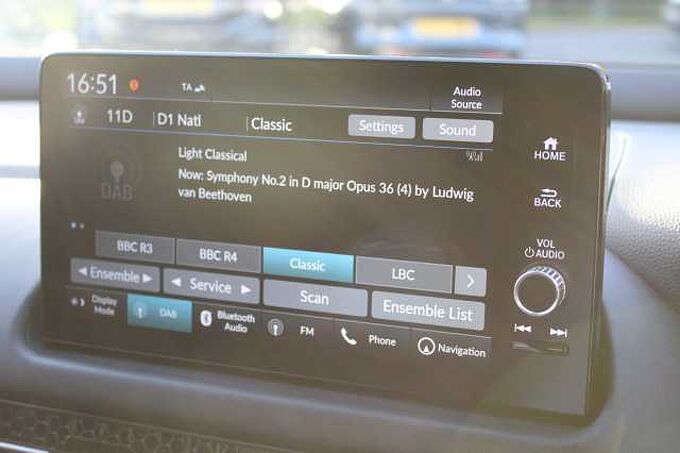 16:51
TA
Audio
Source
11D
D1 Natl
Classic
Settings
Sound
DAB
Light Classical
Now: Symphony No.2 in D major Opus 36 (4) by Ludwig
van Beethoven
HOME
BACK
VOL
AUDIO
BBC R3
BBC R4
Classic
LBC
Ensemble
Service
Scan
Ensemble List
Display
Mode
DAB
Bluetooth
Audio
FM
Phone
Navigation